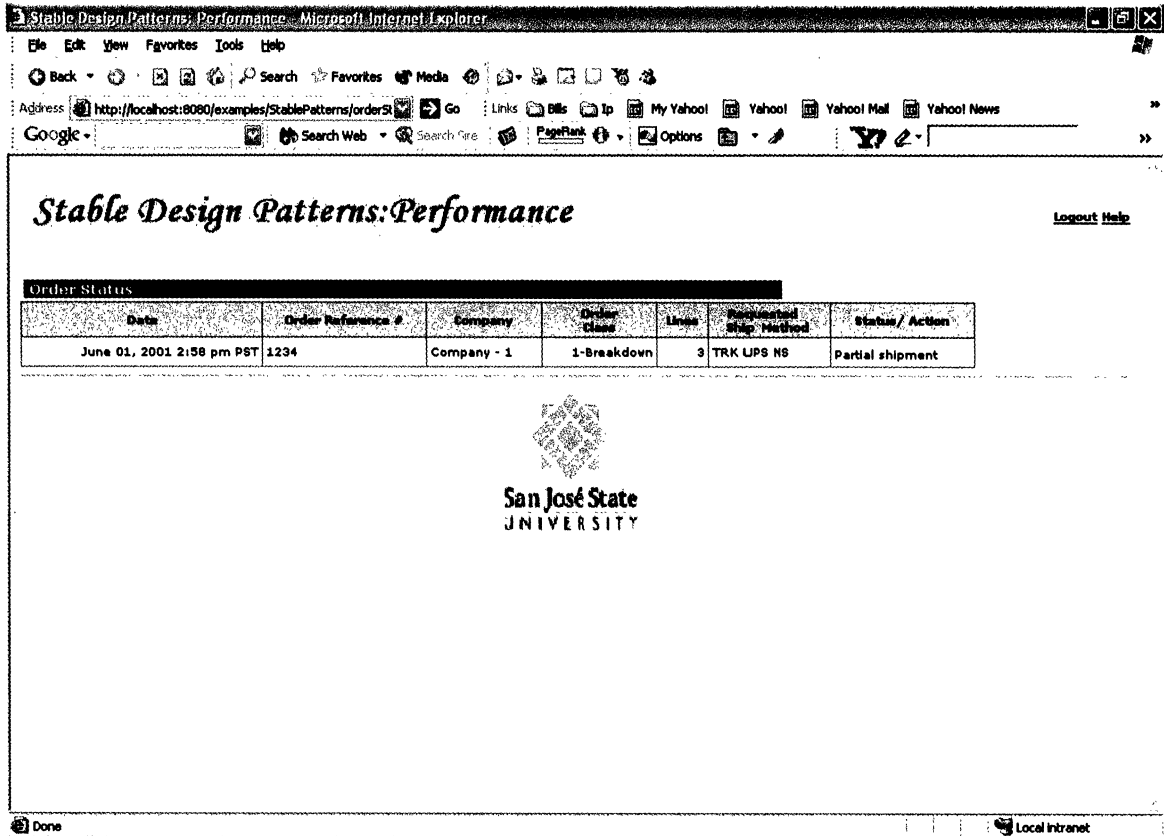 Stable Design Patterns: Performance - Microsoft Internet Explorer
File Edit View Favorites Tools Help
Back Search Favorites Media
Address http://localhost:8080/examples/StablePatterns/orderSt Go Links Bills Ip My Yahoo! Yahoo! Yahoo! Mail Yahoo! News »
Google Search Web Search Site PageRank Options Y? »
Stable Design Patterns:Performance
Logout Help
Order Status
Date Order Reference # Company Order Class Lines Requested Ship Method Status/ Action
June 01, 2001 2:58 pm PST 1234 Company - 1 1-Breakdown 3 TRK UPS NS Partial shipment
San José State
UNIVERSITY
Done Local intranet